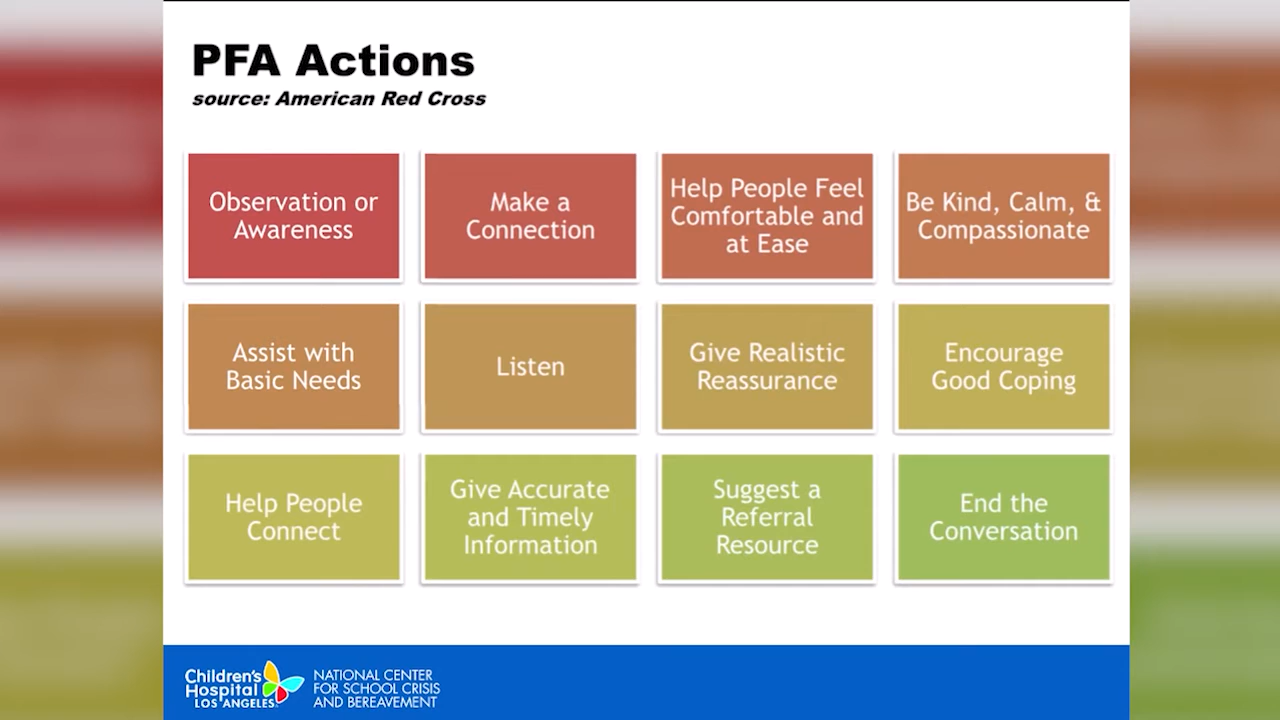 PFA Actions
source: American Red Cross
Observation or
Awareness
Make a
Connection
Help People Feel
Comfortable and
at Ease
Be Kind, Calm, &
Compassionate
Assist with
Basic Needs
Listen
Give Realistic
Reassurance
Encourage
Good Coping
Help People
Connect
Give Accurate
and Timely
Information
Suggest a
Referral
Resource
End the
Conversation
Children's
Hospital
LOS ANGELES
NATIONAL CENTER
FOR SCHOOL CRISIS
AND BEREAVEMENT